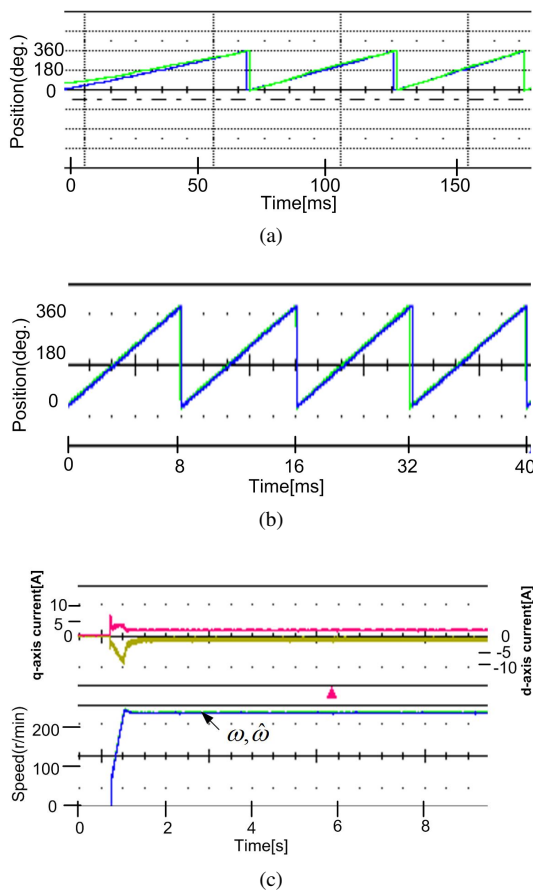 Position(deg.)
360
180
0
0 50 100 150
Time[ms]
(a)
Position(deg.)
360
180
0
0 8 16 32 40
Time[ms]
(b)
q-axis current[A]
10
5
0
d-axis current[A]
0
-5
-10
Speed(r/min)
200
100
0
ω, ω̂
0 2 4 6 8
Time[s]
(c)